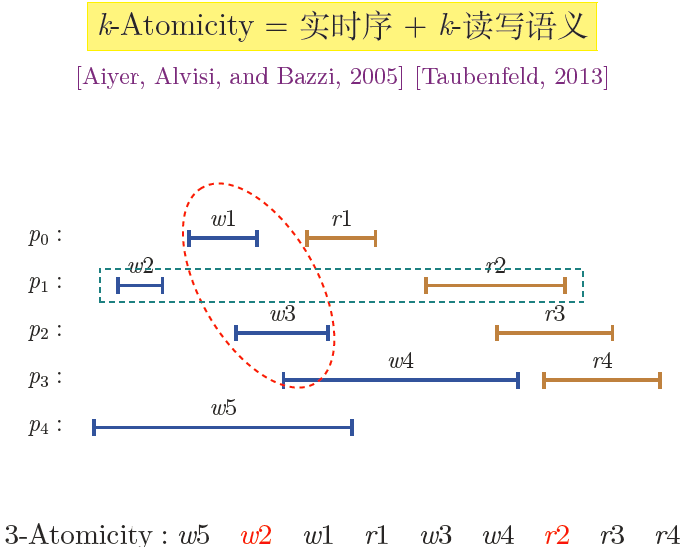 k-Atomicity = 实时序 + k-读写语义
[Aiyer, Alvisi, and Bazzi, 2005] [Taubenfeld, 2013]
p0 : w1 r1
p1 : w2 r2
p2 : w3 r3
p3 : w4 r4
p4 : w5
3-Atomicity : w5 w2 w1 r1 w3 w4 r2 r3 r4